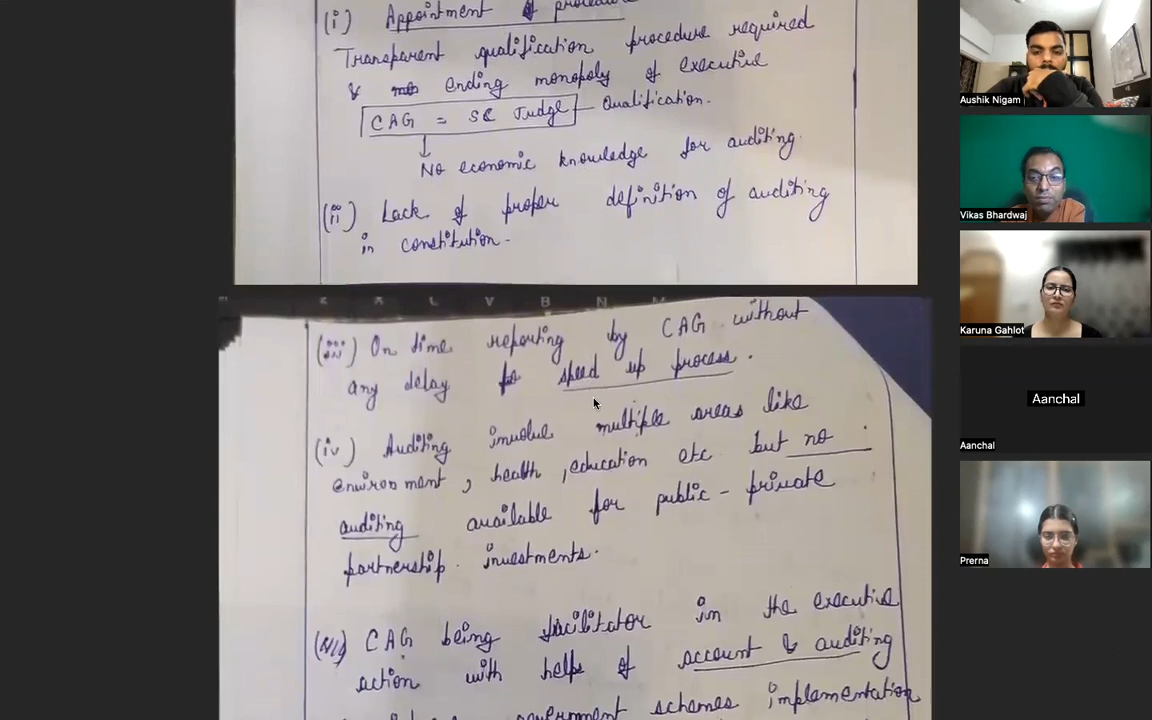 (i) Appointment of procedure
Transparent qualification procedure required
& ending monopoly of executive
CAG = SC Judge — Qualification.
No economic knowledge for auditing.
(ii) Lack of proper definition of auditing
in constitution.
(iii) On time reporting by CAG without
any delay to speed up process.
(iv) Auditing involve multiple areas like
environment, health, education etc but no
auditing available for public - private
partnership investments.
CAG being facilitator in the executive
action with helps of account & auditing
government schemes implementation
Aushik Nigam
Vikas Bhardwaj
Karuna Gahlot
Aanchal
Aanchal
Prerna